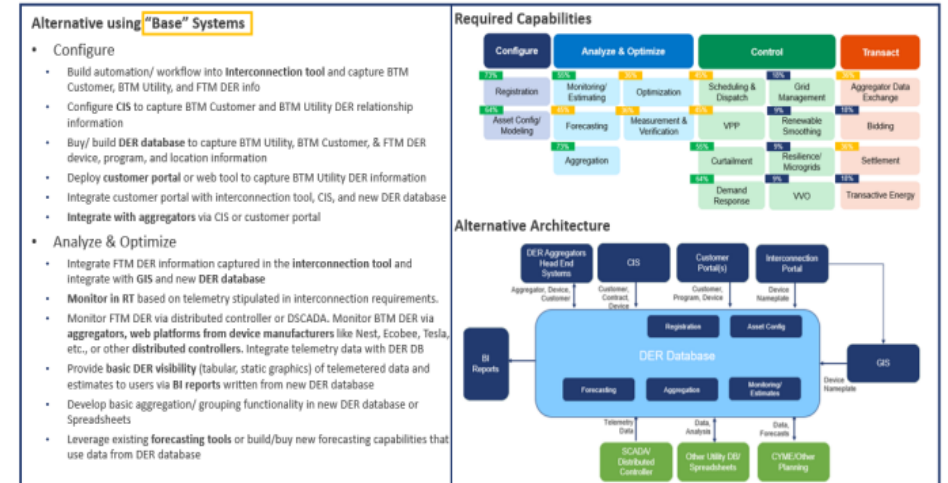 Alternative using “Base” Systems
• Configure
• Build automation/ workflow into Interconnection tool and capture BTM
Customer, BTM Utility, and FTM DER info
• Configure CIS to capture BTM Customer and BTM Utility DER relationship
information
• Buy/ build DER database to capture BTM Utility, BTM Customer, & FTM DER
device, program, and location information
• Deploy customer portal or web tool to capture BTM Utility DER information
• Integrate customer portal with interconnection tool, CIS, and new DER database
• Integrate with aggregators via CIS or customer portal
• Analyze & Optimize
• Integrate FTM DER information captured in the interconnection tool and
integrate with GIS and new DER database
• Monitor in RT based on telemetry stipulated in interconnection requirements.
• Monitor FTM DER via distributed controller or DSCADA. Monitor BTM DER via
aggregators, web platforms from device manufacturers like Nest, Ecobee, Tesla,
etc., or other distributed controllers. Integrate telemetry data with DER DB
• Provide basic DER visibility (tabular, static graphics) of telemetered data and
estimates to users via BI reports written from new DER database
• Develop basic aggregation/ grouping functionality in new DER database or
Spreadsheets
• Leverage existing forecasting tools or build/buy new forecasting capabilities that
use data from DER database
Required Capabilities
Configure
Analyze & Optimize
Control
Transact
73%
Registration
64%
Asset Config/
Modeling
55%
Monitoring/
Estimating
Forecasting
73%
Aggregation
Optimization
Measurement &
Verification
Scheduling &
Dispatch
VPP
55%
Curtailment
64%
Demand
Response
18%
Grid
Management
9%
Renewable
Smoothing
9%
Resilience/
Microgrids
9%
VVO
36%
Aggregator Data
Exchange
18%
Bidding
36%
Settlement
18%
Transactive Energy
Alternative Architecture
DER Aggregators
Head End
Systems
CIS
Customer
Portal(s)
Interconnection
Portal
Aggregator, Device,
Customer
Customer,
Contract,
Device
Customer,
Program, Device
Device
Nameplate
Registration
Asset Config
BI
Reports
DER Database
GIS
Forecasting
Aggregation
Monitoring/
Estimates
Device
Nameplate
Telemetry
Data
Data,
Analysis
Data,
Forecasts
SCADA/
Distributed
Controller
Other Utility DB/
Spreadsheets
CYME/Other
Planning